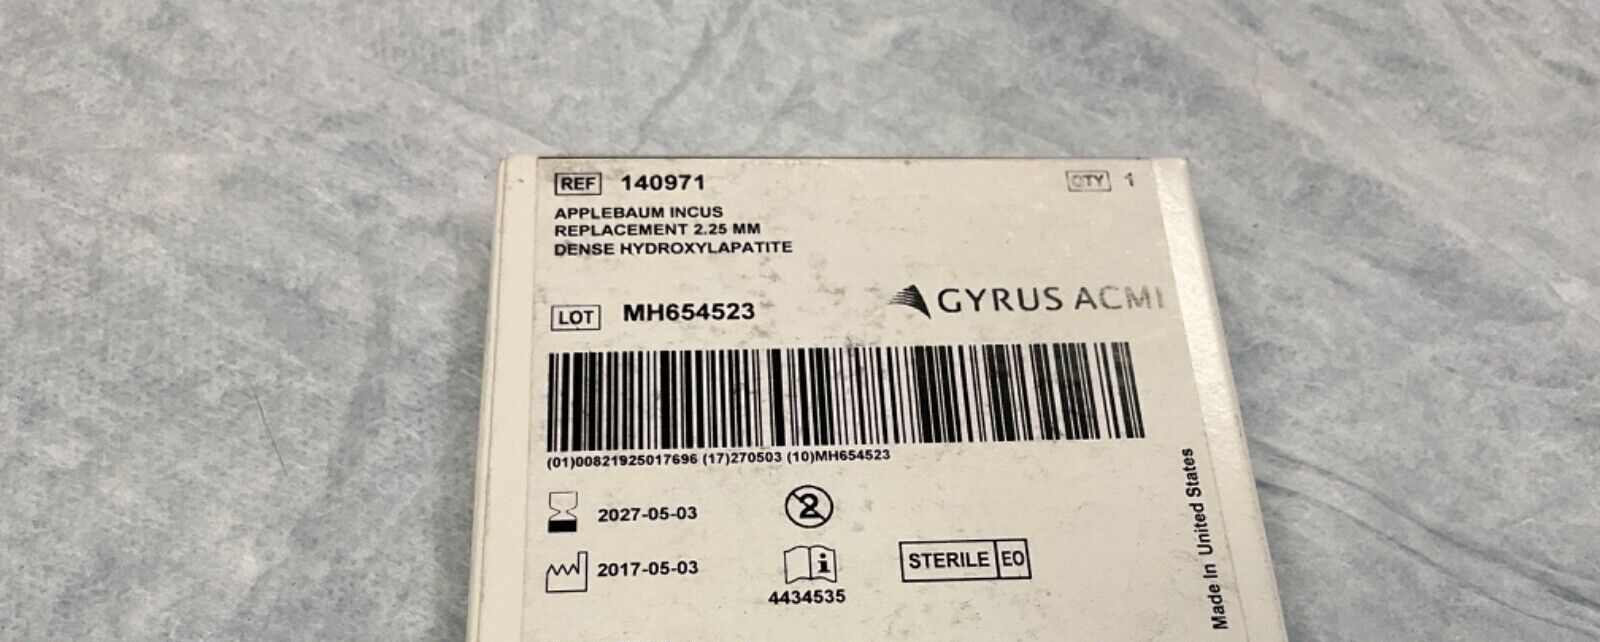 REF 140971
QTY 1
APPLEBAUM INCUS
REPLACEMENT 2.25 MM
DENSE HYDROXYLAPATITE
LOT MH654523
GYRUS ACMI
(01)00821925017696 (17)270503 (10)MH654523
2027-05-03
2
2017-05-03
i
4434535
STERILE EO
Made In United States